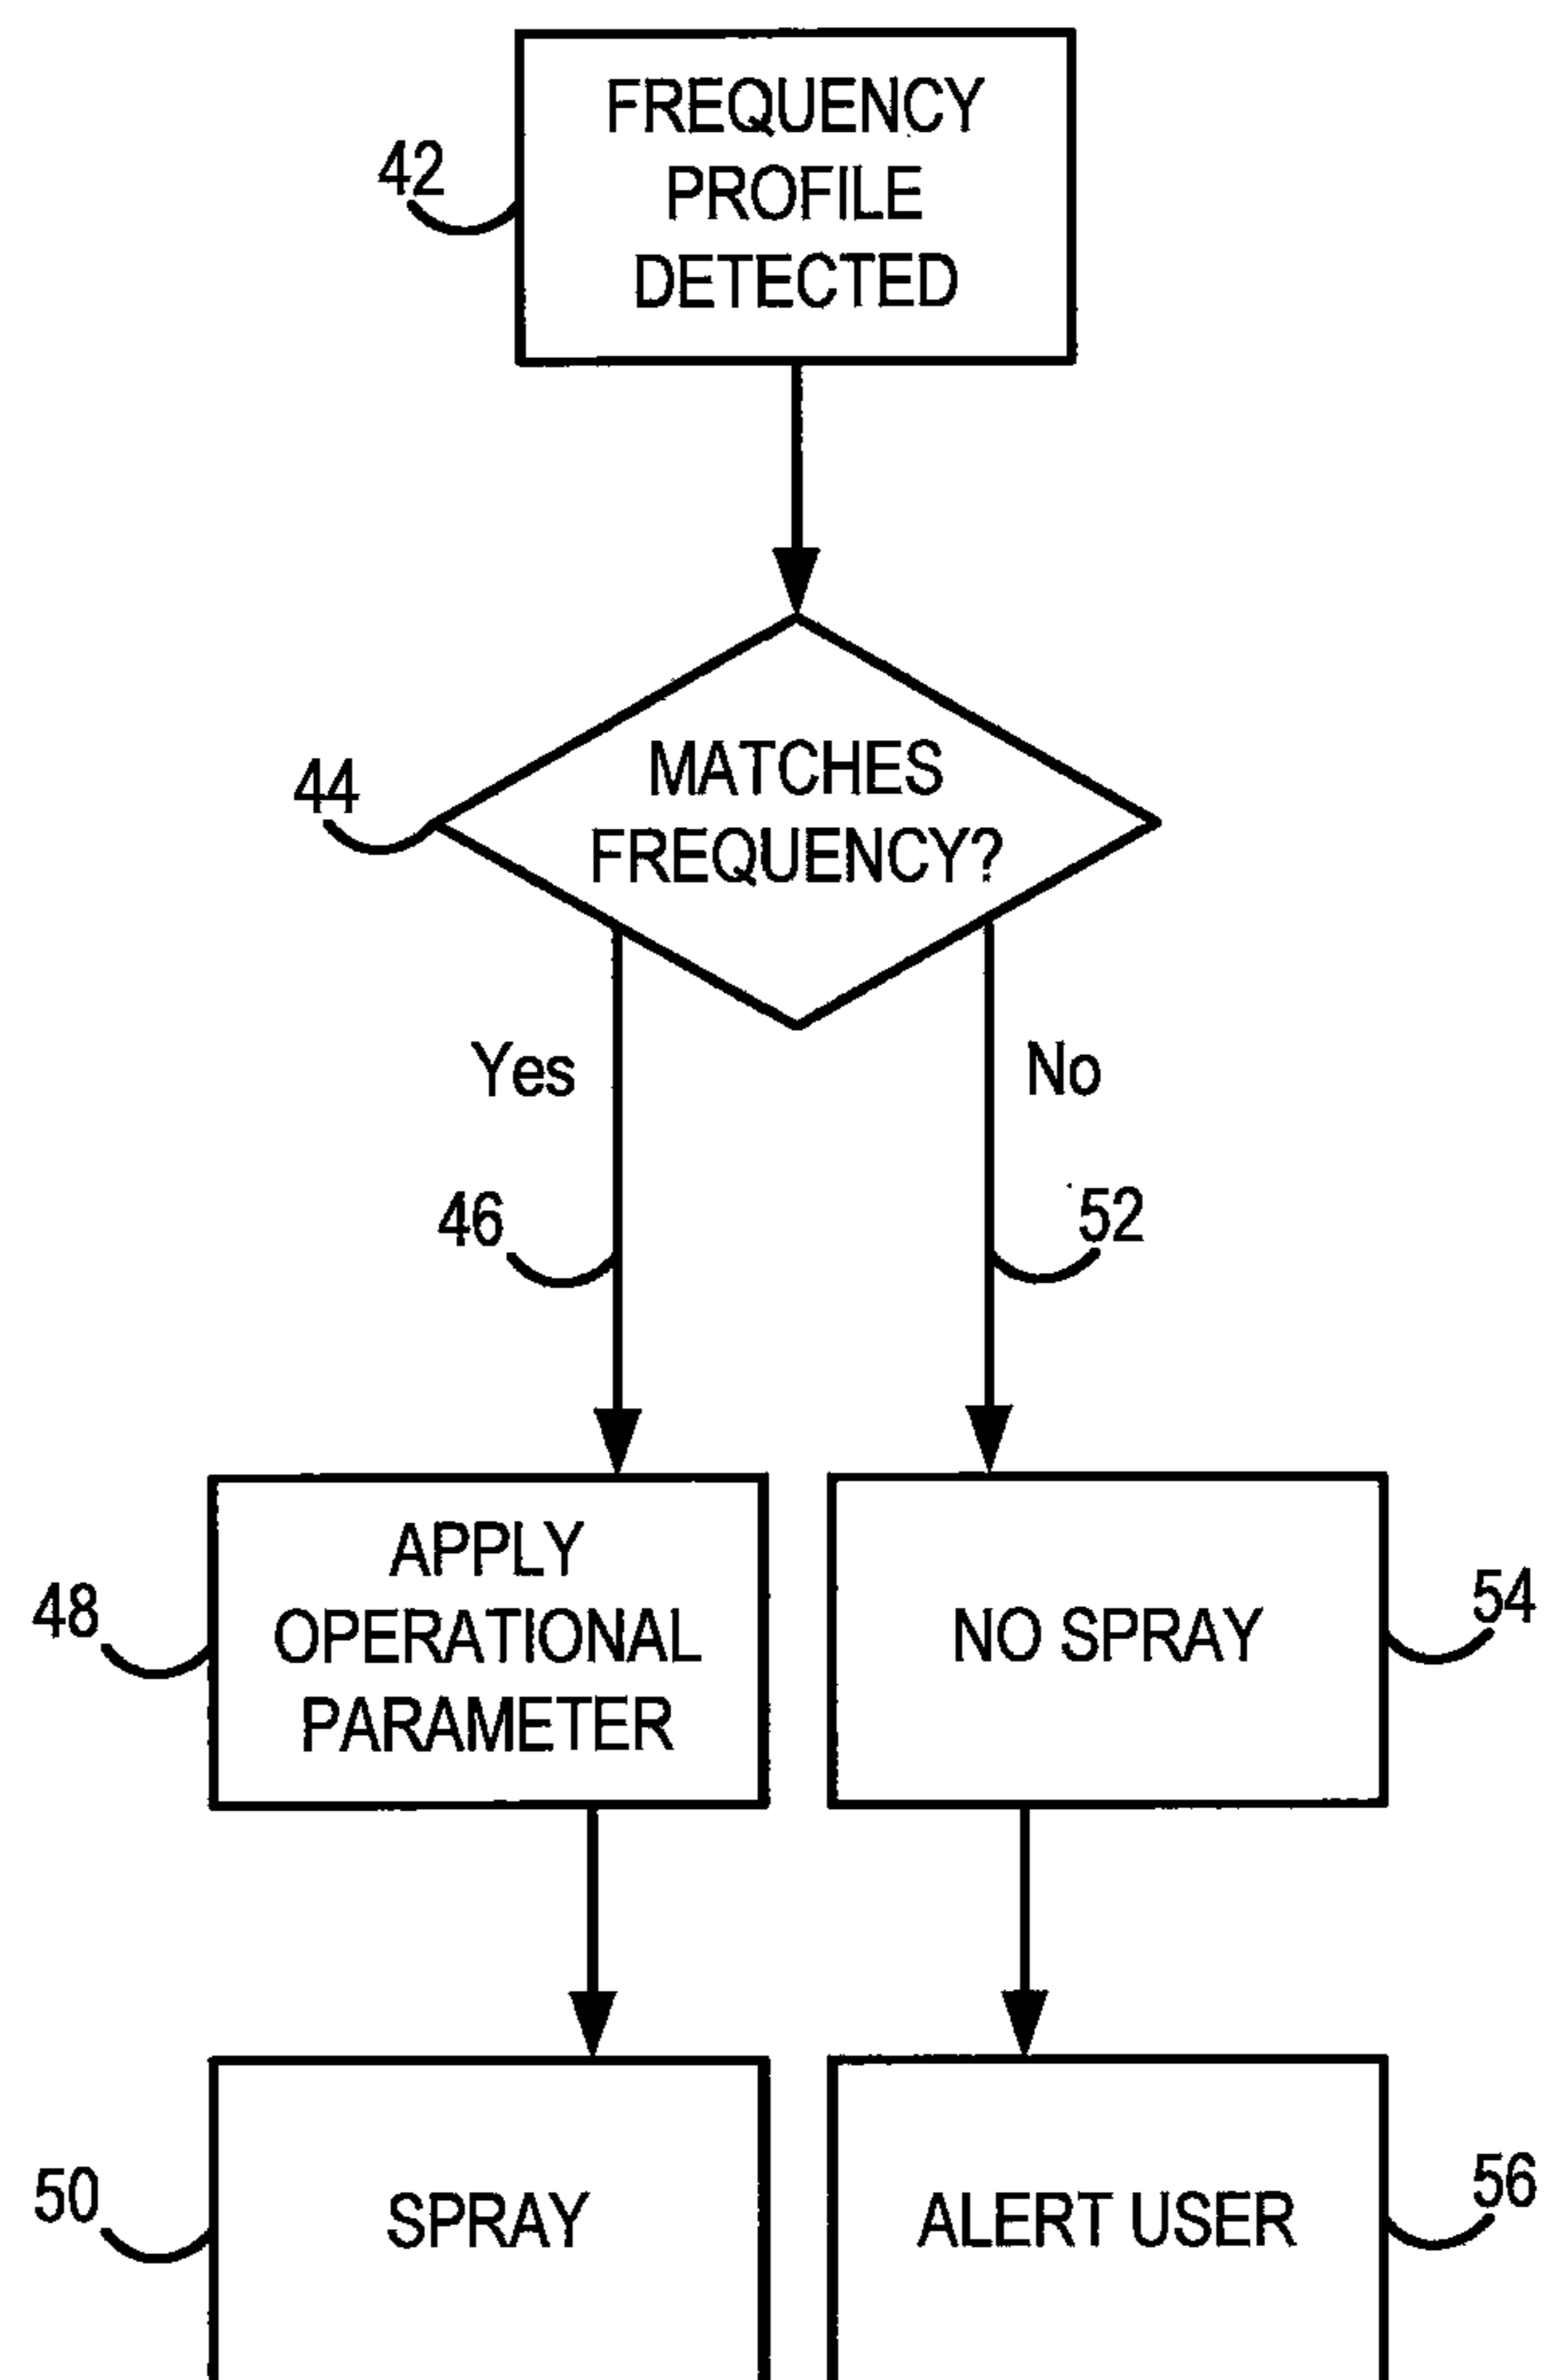 FREQUENCY
PROFILE
DETECTED
42
MATCHES
FREQUENCY?
44
Yes
No
46
52
APPLY
OPERATIONAL
PARAMETER
48
NO SPRAY
54
SPRAY
50
ALERT USER
56